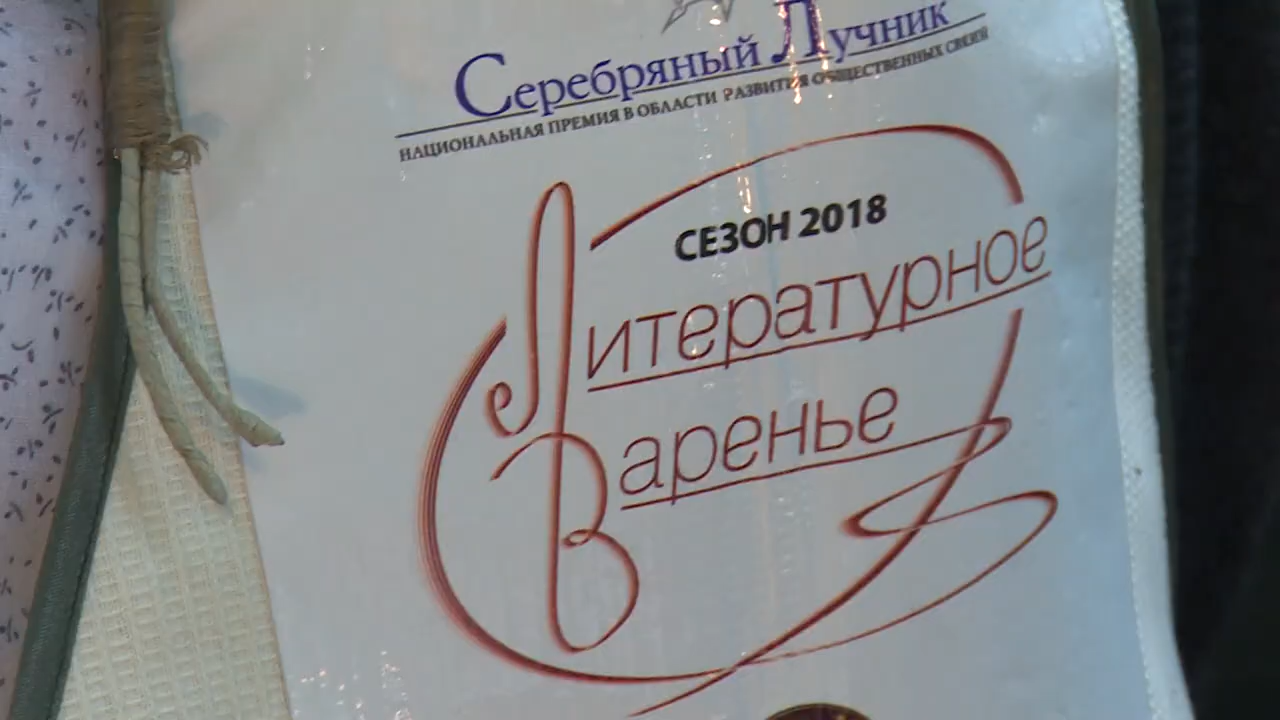 Серебряный Лучник
НАЦИОНАЛЬНАЯ ПРЕМИЯ В ОБЛАСТИ РАЗВИТИЯ ОБЩЕСТВЕННЫХ СВЯЗЕЙ
СЕЗОН 2018
Литературное
Варенье